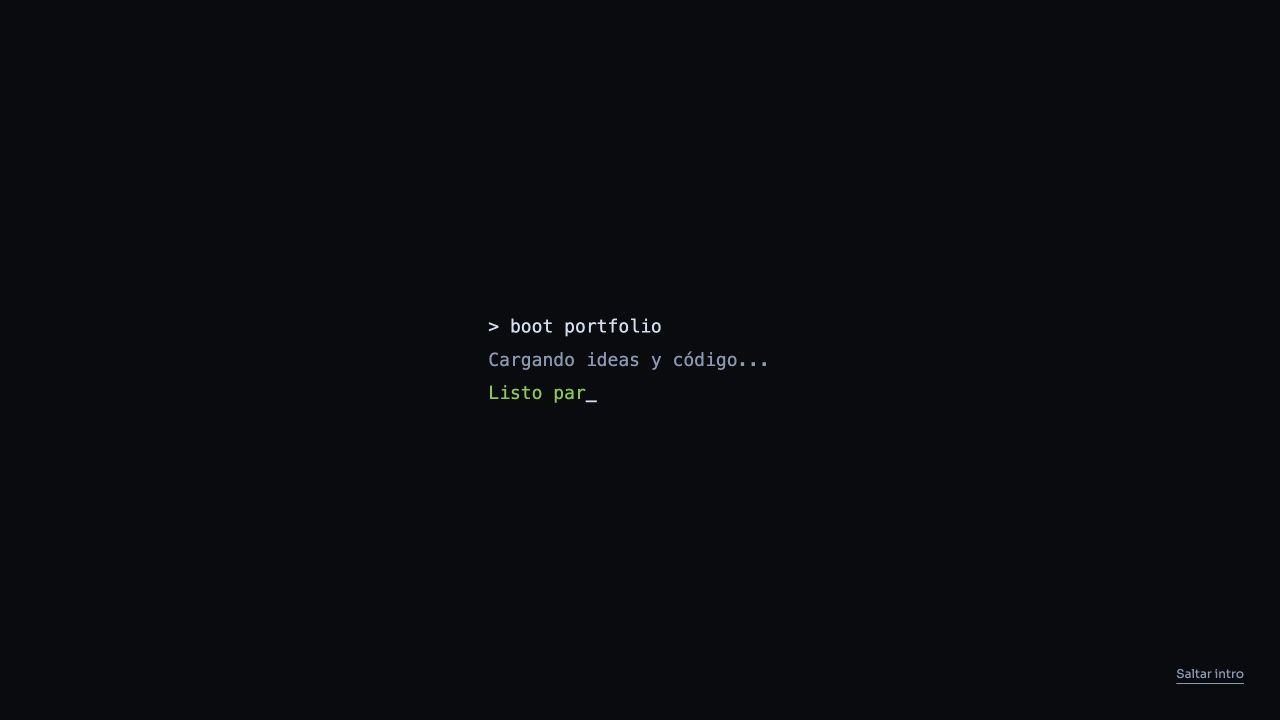 > boot portfolio
Cargando ideas y código...
Listo par_
Saltar intro